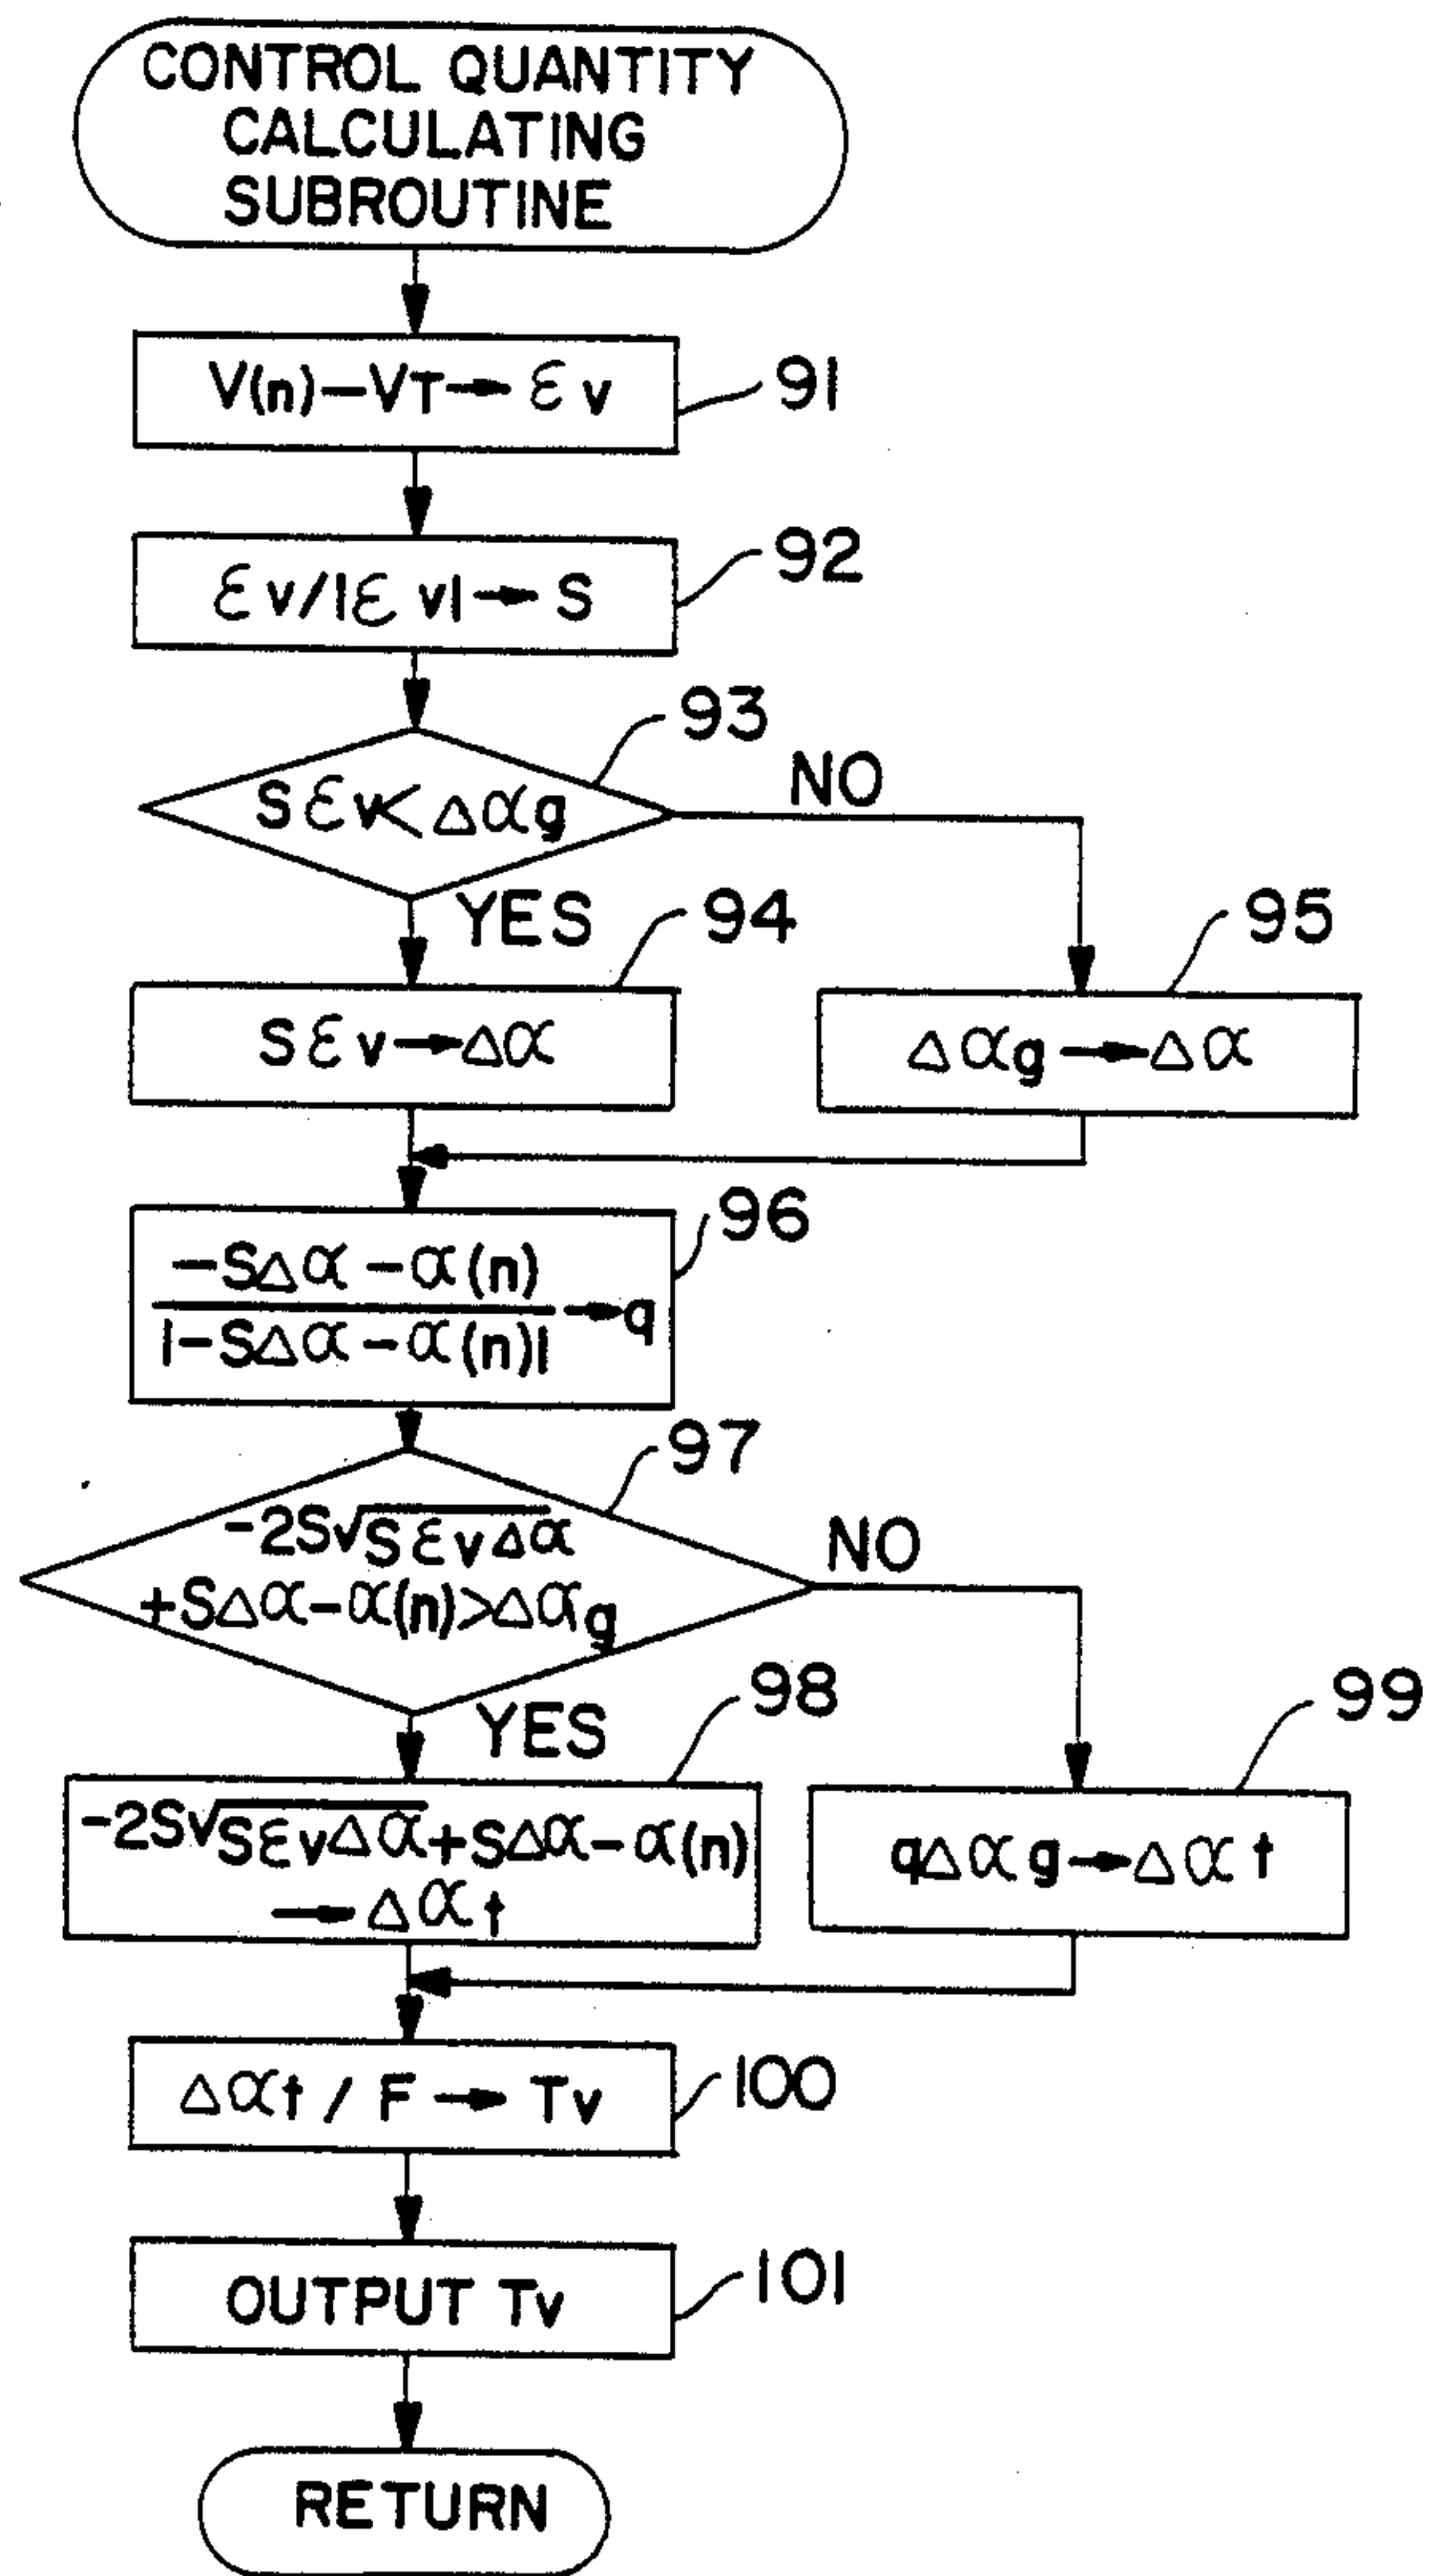 CONTROL QUANTITY
CALCULATING
SUBROUTINE
V(n)−VT→ εv
91
εv/|εv|→S
92
93
Sεv<Δαg
NO
YES
94
95
Sεv→Δα
Δαg→Δα
96
−SΔα−α(n)
|−SΔα−α(n)|
→q
97
−2S√SεvΔα
+SΔα−α(n)>Δαg
NO
YES
98
99
−2S√SεvΔα+SΔα−α(n)
→Δαt
qΔαg→Δαt
Δαt / F → Tv
100
OUTPUT Tv
101
RETURN